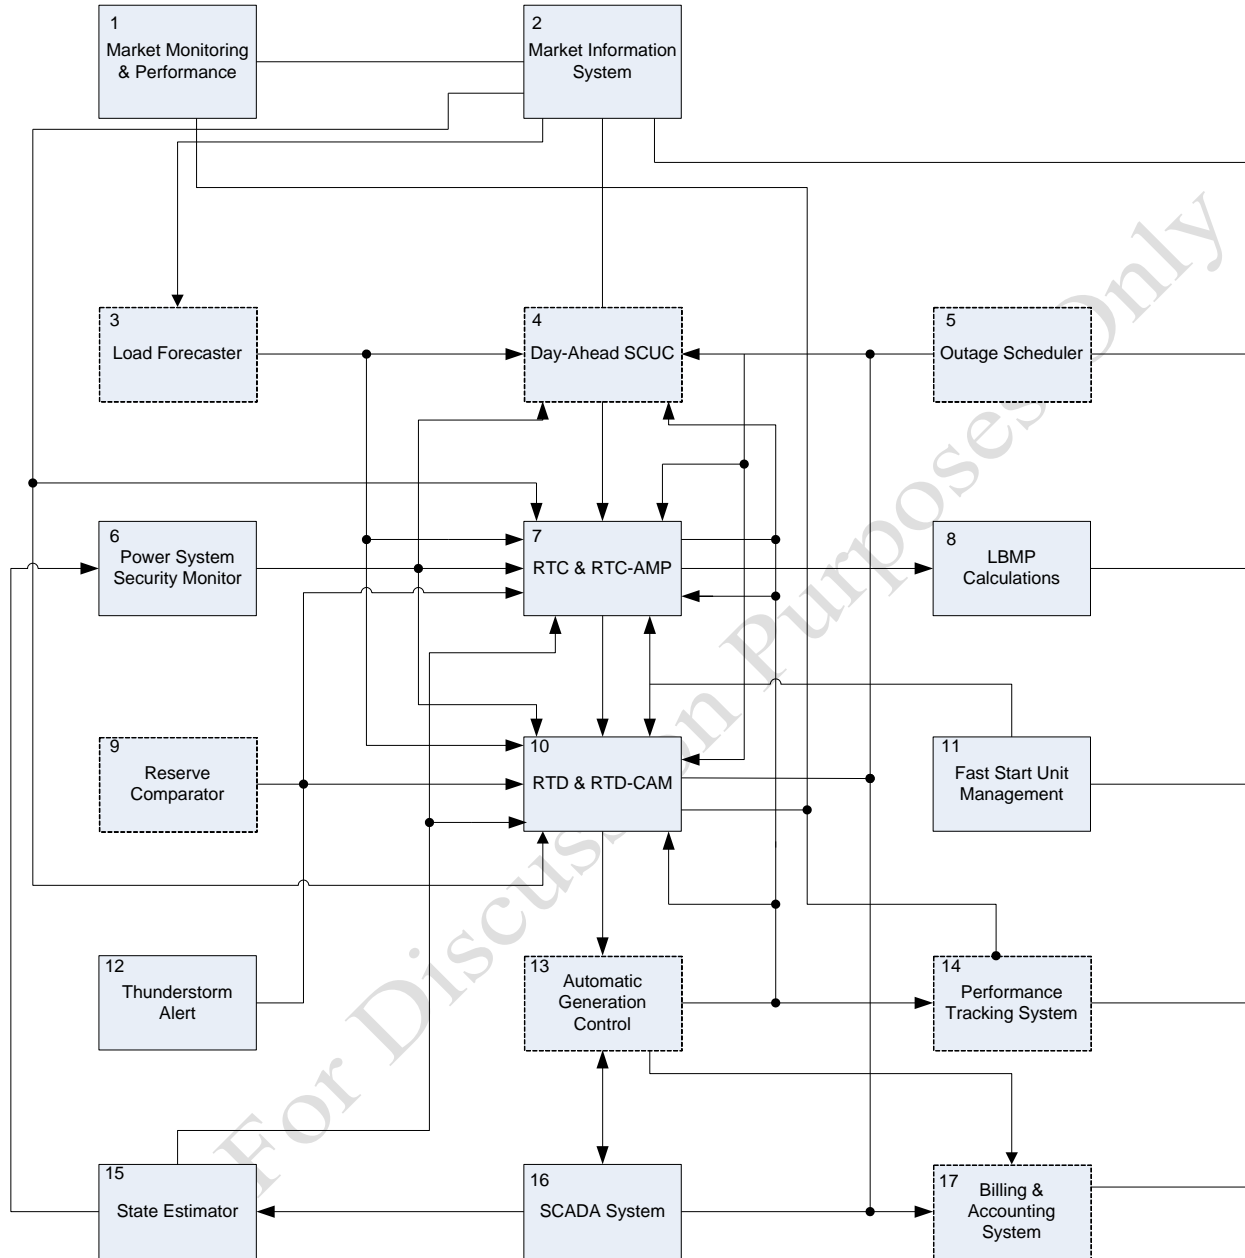 1
Market Monitoring
& Performance
2
Market Information
System
3
Load Forecaster
4
Day-Ahead SCUC
5
Outage Scheduler
6
Power System
Security Monitor
7
RTC & RTC-AMP
8
LBMP
Calculations
9
Reserve
Comparator
10
RTD & RTD-CAM
11
Fast Start Unit
Management
12
Thunderstorm
Alert
13
Automatic
Generation
Control
14
Performance
Tracking System
15
State Estimator
16
SCADA System
17
Billing &
Accounting
System
For Discussion Purposes Only